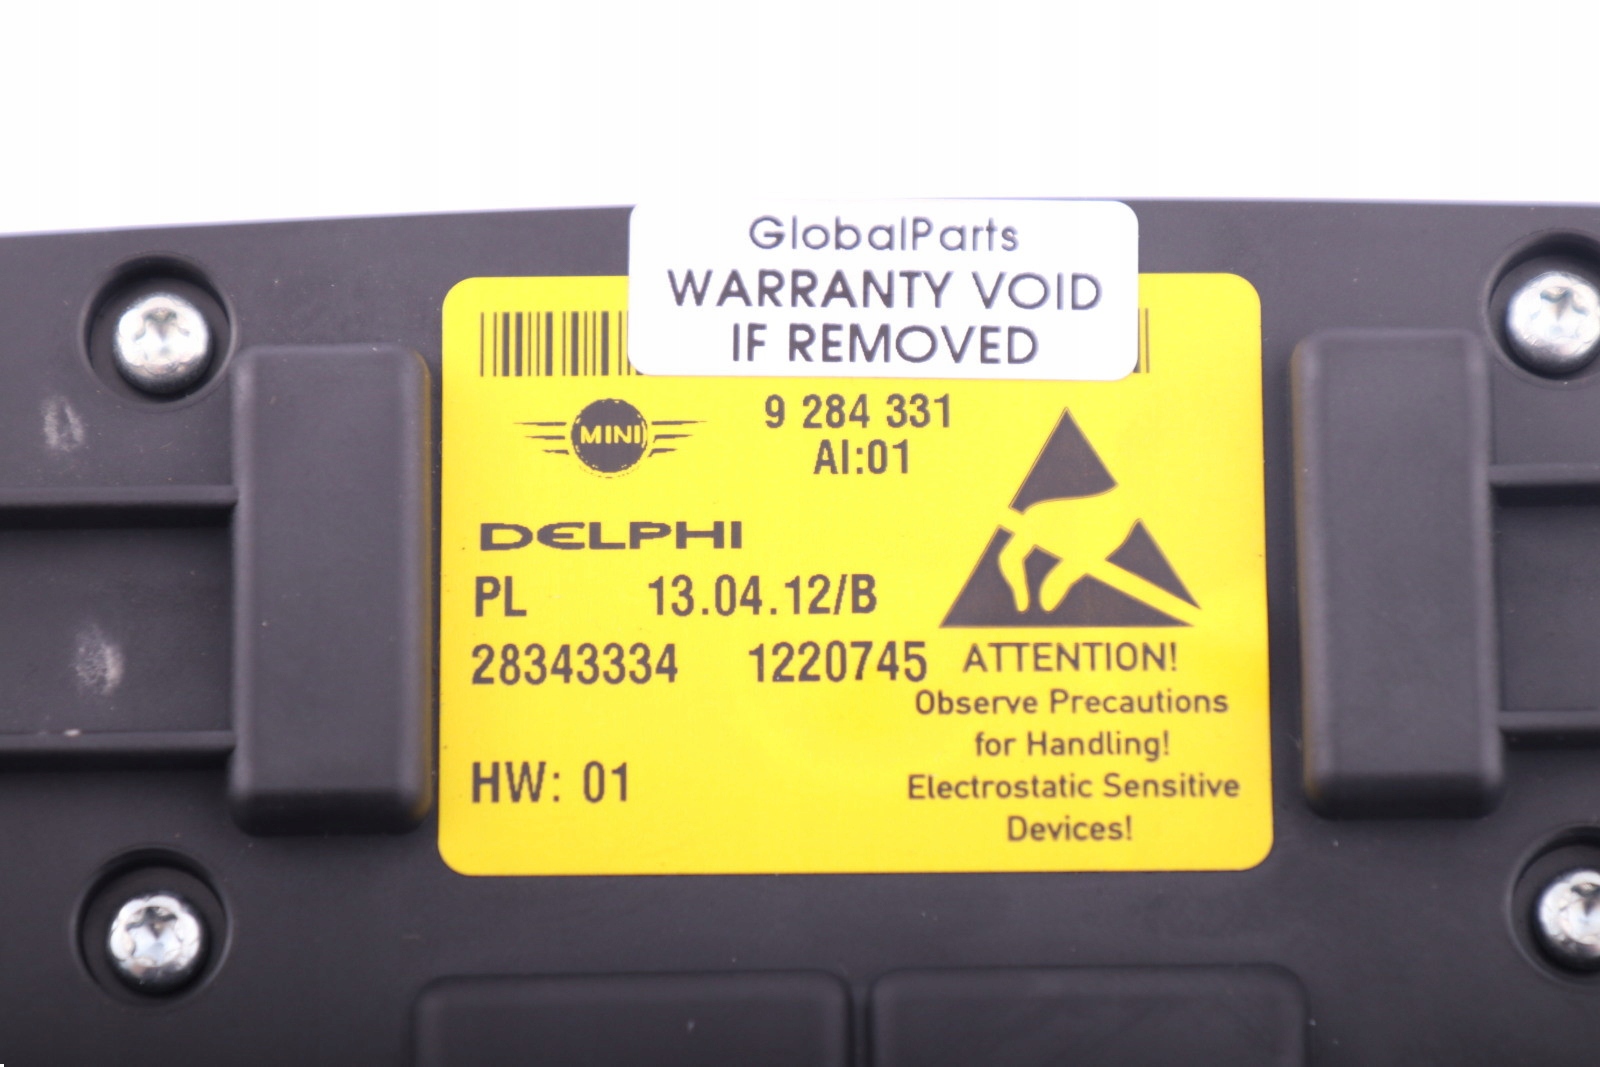 GlobalParts
WARRANTY VOID
IF REMOVED
9 284 331
AI:01
MINI
DELPHI
PL 13.04.12/B
28343334 1220745
HW: 01
ATTENTION!
Observe Precautions
for Handling!
Electrostatic Sensitive
Devices!